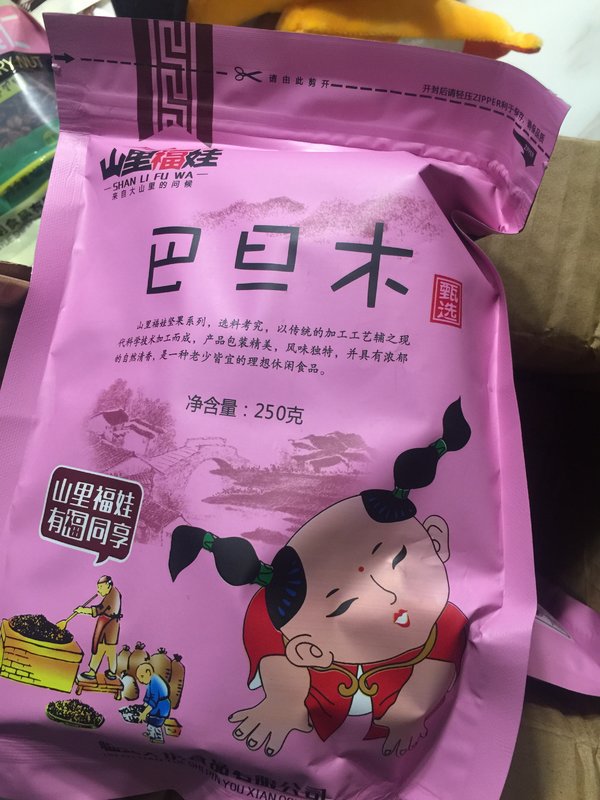 请由此剪开
开封后请轻压ZIPPER
山里福娃
SHAN LI FU WA
来自大山里的问候
巴旦木
甄选
山里福娃坚果系列，选料考究，以传统的加工工艺辅之现
代科学技术加工而成，产品包装精美，风味独特，并具有浓郁
的自然清香，是一种老少皆宜的理想休闲食品。
净含量：250克
山里福娃
有福同享